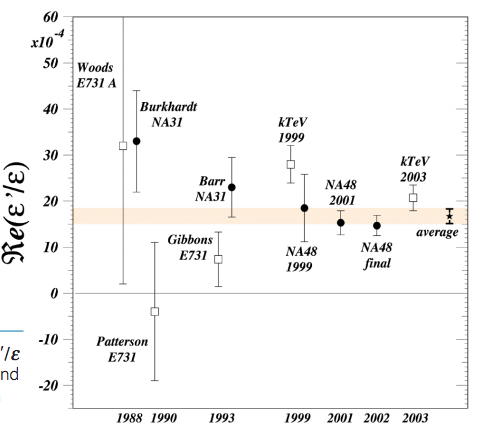 60
x10⁻⁴
50
40
30
20
10
0
-10
-20
ℜe(ε'/ε)
Woods
E731 A
Burkhardt
NA31
Patterson
E731
Barr
NA31
Gibbons
E731
kTeV
1999
NA48
1999
NA48
2001
NA48
final
kTeV
2003
average
1988 1990 1993 1999 2001 2002 2003
'/ε
nd